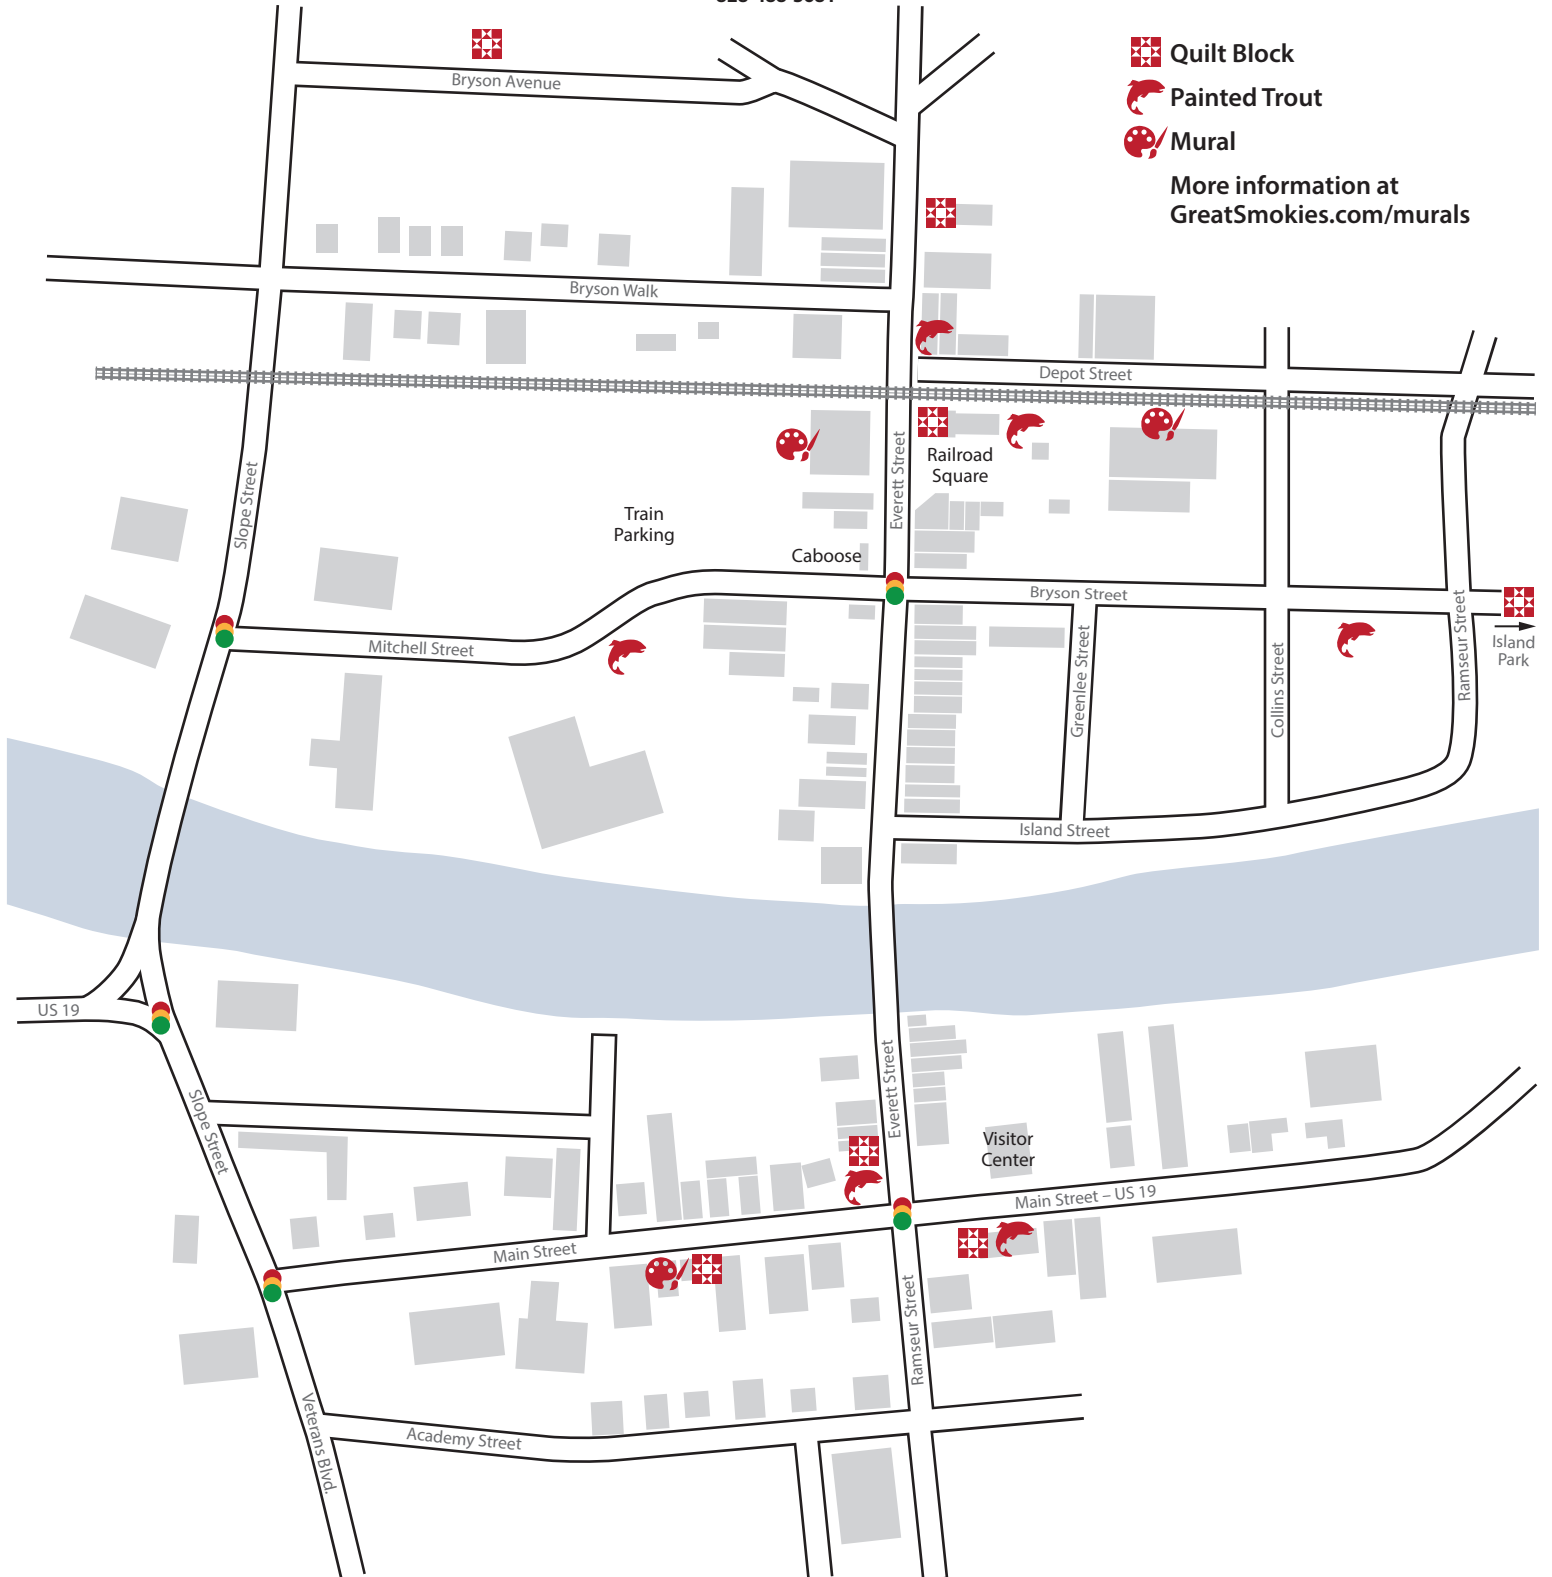 Quilt Block
Painted Trout
Mural
More information at
GreatSmokies.com/murals
Bryson Avenue
Bryson Walk
Depot Street
Slope Street
Everett Street
Railroad
Square
Train
Parking
Caboose
Bryson Street
Mitchell Street
Greenlee Street
Collins Street
Ramseur Street
Island
Park
Island Street
US 19
Slope Street
Everett Street
Visitor
Center
Main Street – US 19
Main Street
Ramseur Street
Veterans Blvd.
Academy Street